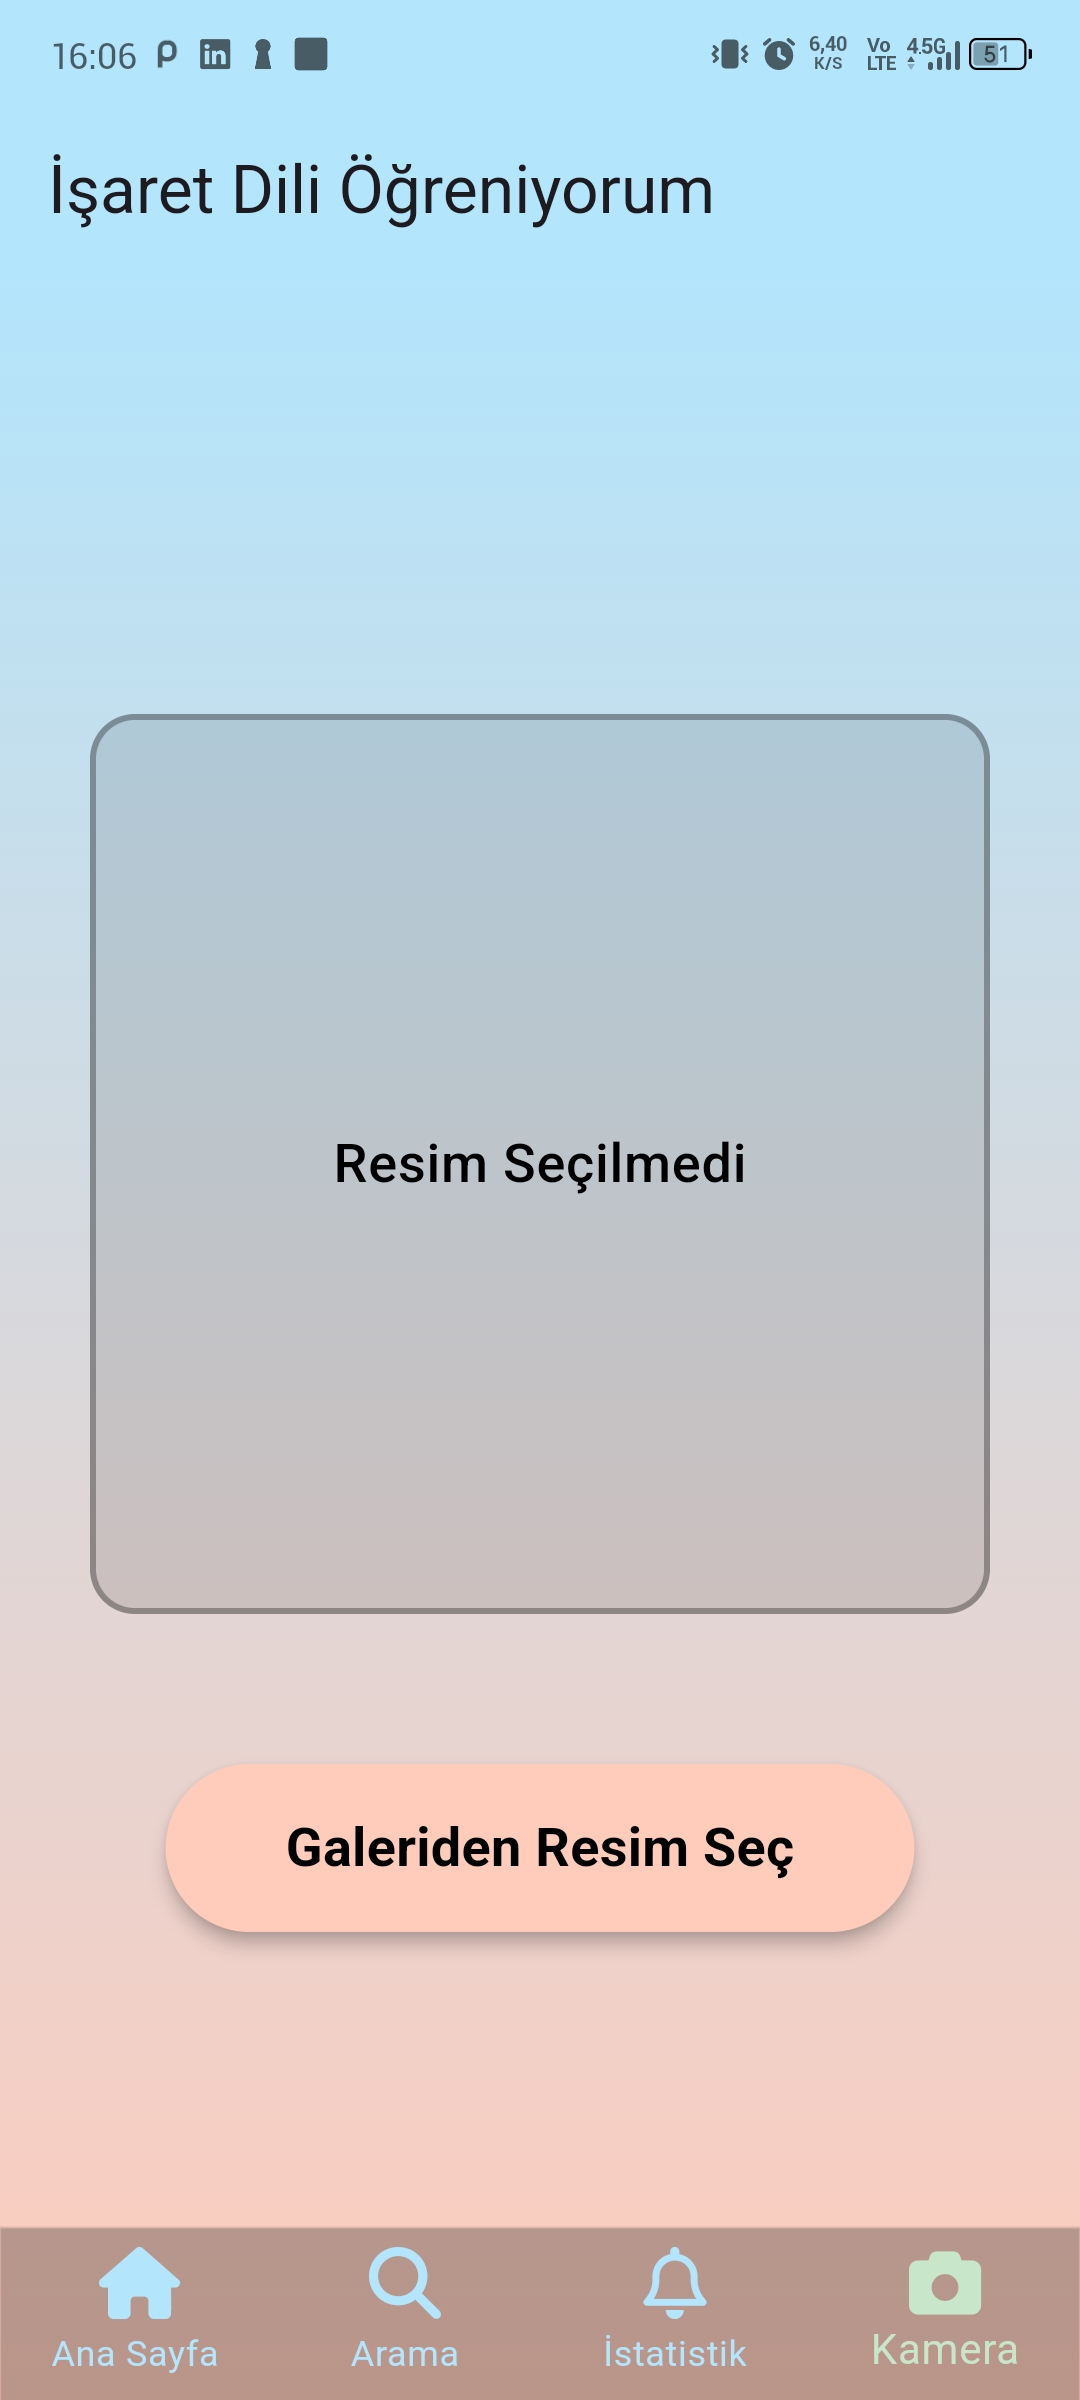 16:06
6,40
K/S
Vo
LTE
4.5G
51
İşaret Dili Öğreniyorum
Resim Seçilmedi
Galeriden Resim Seç
Ana Sayfa
Arama
İstatistik
Kamera